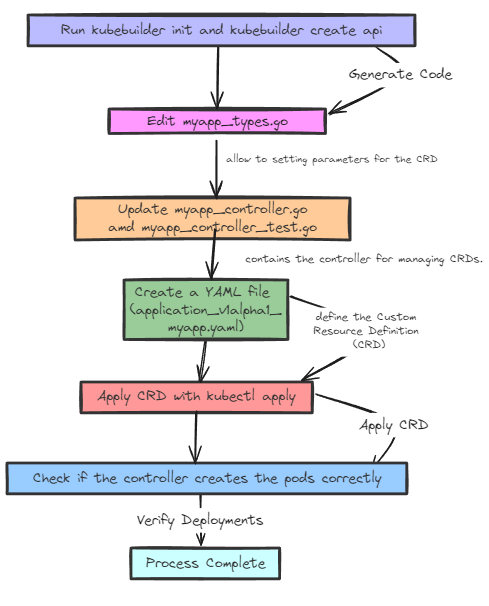 Run kubebuilder init and kubebuilder create api
Generate Code
Edit myapp_types.go
allow to setting parameters for the CRD
Update myapp_controller.go
amd myapp_controller_test.go
contains the controller for managing CRDs.
Create a YAML file
(application_v1alpha1_
myapp.yaml)
define the Custom
Resource Definition
(CRD)
Apply CRD with kubectl apply
Apply CRD
Check if the controller creates the pods correctly
Verify Deployments
Process Complete